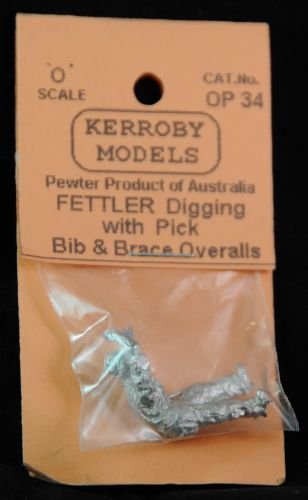 'O'
SCALE
CAT.No.
OP 34
KERROBY
MODELS
Pewter Product of Australia
FETTLER Digging
with Pick
Bib & Brace Overalls